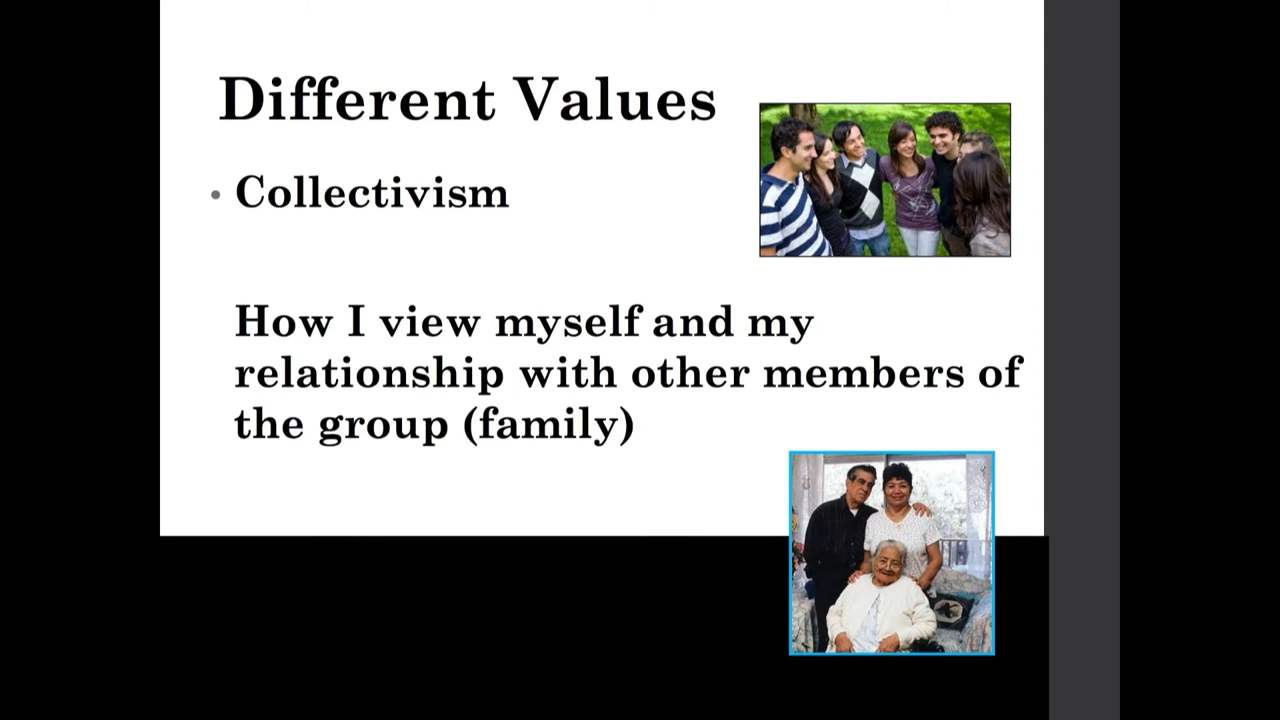 Different Values
• Collectivism
How I view myself and my
relationship with other members of
the group (family)